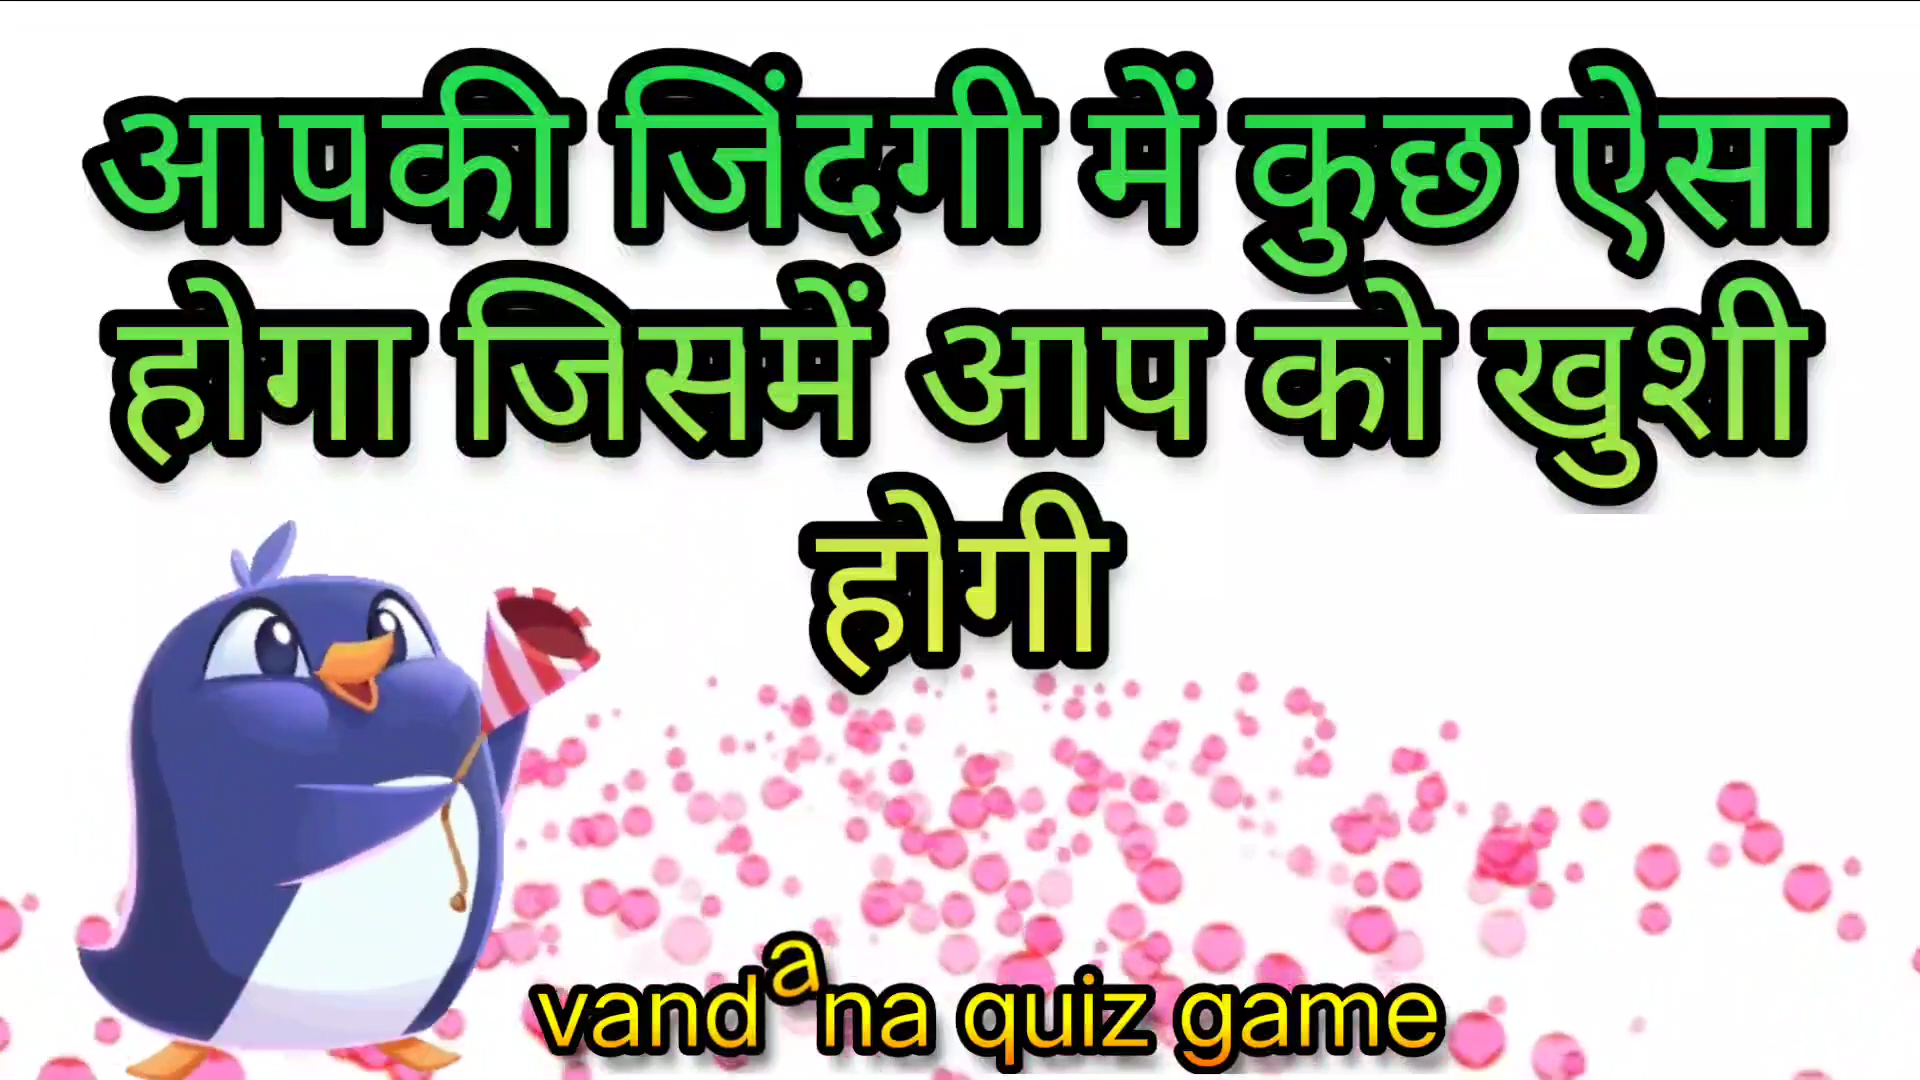 आपकी जिंदगी में कुछ ऐसा
होगा जिसमें आप को खुशी
होगी
vandana quiz game